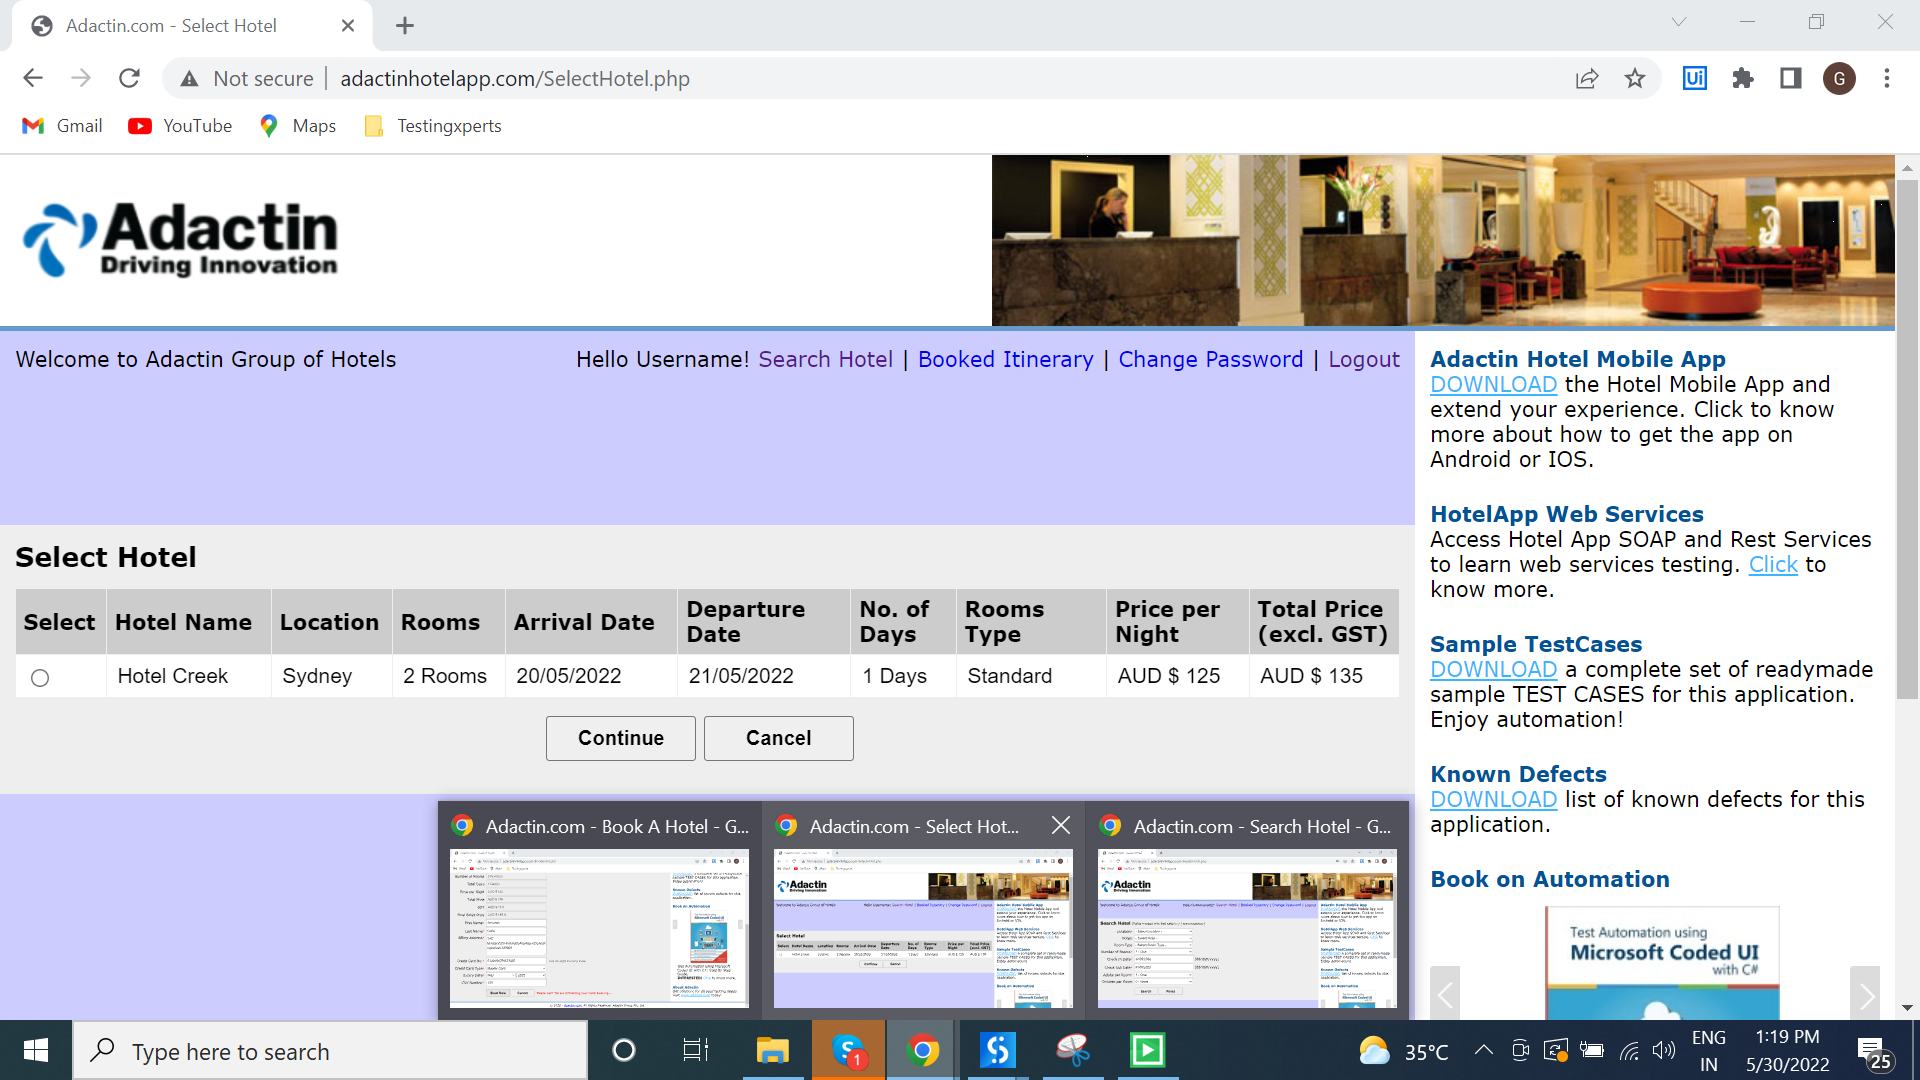 Adactin.com - Select Hotel
Not secure
adactinhotelapp.com/SelectHotel.php
G
Gmail
YouTube
Maps
Testingxperts
Adactin
Driving Innovation
Welcome to Adactin Group of Hotels
Hello Username! Search Hotel | Booked Itinerary | Change Password | Logout
Select Hotel
Select Hotel Name Location Rooms Arrival Date Departure Date No. of Days Rooms Type Price per Night Total Price (excl. GST)
Hotel Creek Sydney 2 Rooms 20/05/2022 21/05/2022 1 Days Standard AUD $ 125 AUD $ 135
Continue
Cancel
Adactin Hotel Mobile App
DOWNLOAD the Hotel Mobile App and
extend your experience. Click to know
more about how to get the app on
Android or IOS.
HotelApp Web Services
Access Hotel App SOAP and Rest Services
to learn web services testing. Click to
know more.
Sample TestCases
DOWNLOAD a complete set of readymade
sample TEST CASES for this application.
Enjoy automation!
Known Defects
DOWNLOAD list of known defects for this
application.
Book on Automation
Test Automation using
Microsoft Coded UI
with C#
Adactin.com - Book A Hotel - G...
Adactin.com - Select Hot...
Adactin.com - Search Hotel - G...
Type here to search
1
35°C
ENG
IN
1:19 PM
5/30/2022
25